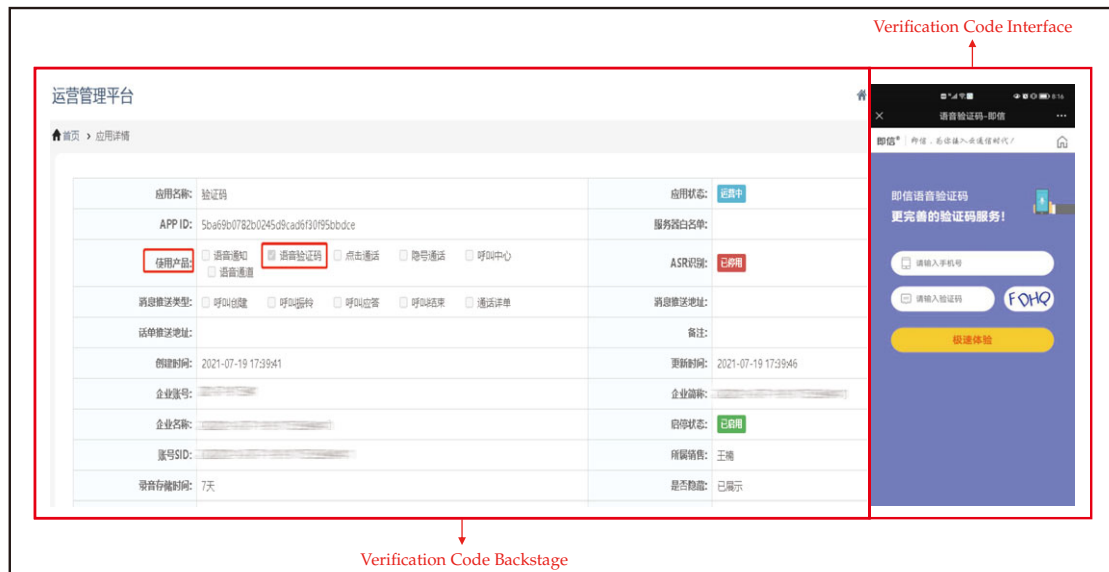 Verification Code Interface
运营管理平台
首页 > 应用详情
应用名称: 验证码 应用状态: 运营中
APP ID: 5ba69b0782b0245d9cad6f30f95bbdce 服务器白名单:
使用产品: 语音通知 语音验证码 点击通话 隐号通话 呼叫中心 ASR识别: 已停用
语音通道
消息推送类型: 呼叫创建 呼叫振铃 呼叫应答 呼叫结束 通话详单 消息推送地址:
话单推送地址: 备注:
创建时间: 2021-07-19 17:39:41 更新时间: 2021-07-19 17:39:46
企业账号: 企业简称:
企业名称: 启停状态: 已启用
账号SID: 所属销售: 王楠
录音存储时间: 7天 是否隐藏: 已展示
8:16
× 语音验证码-即信 ...
即信® 即信,后你接入云通信时代!
即信语音验证码
更完善的验证码服务!
请输入手机号
请输入验证码 FDHQ
极速体验
Verification Code Backstage